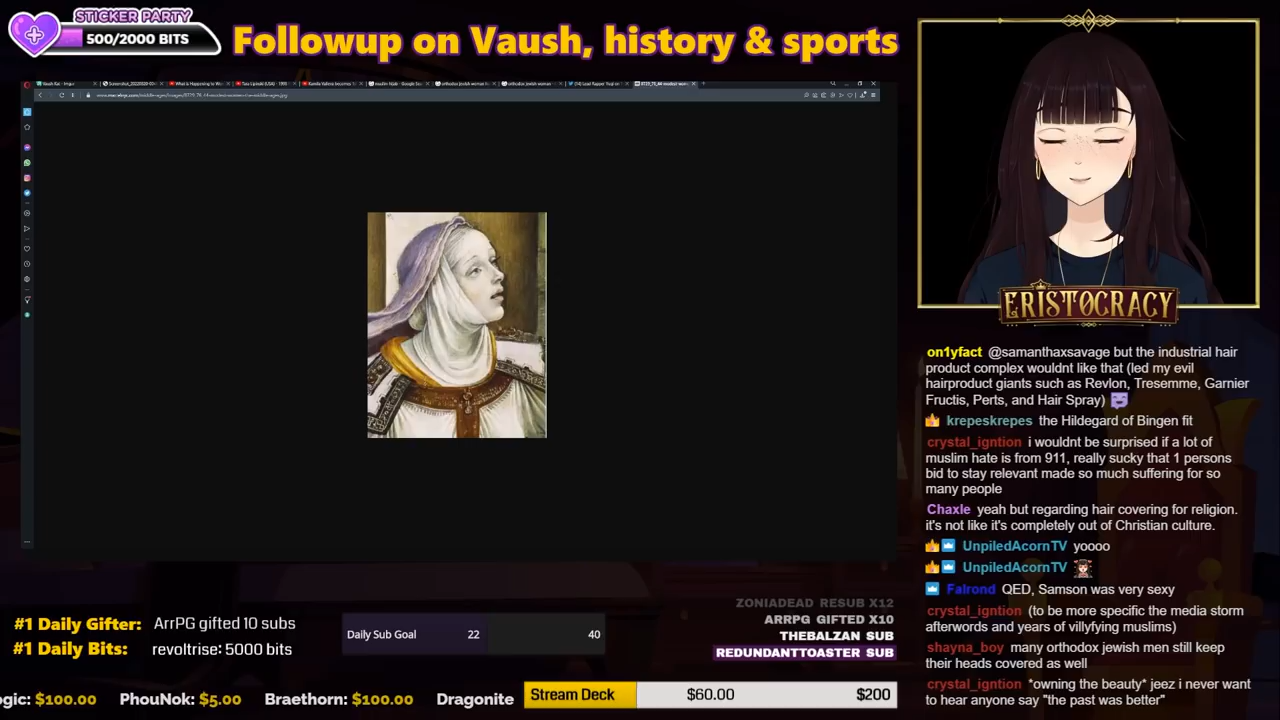 STICKER PARTY
500/2000 BITS
Followup on Vaush, history & sports
ERISTOCRACY
on1yfact @samanthaxsavage but the industrial hair
product complex wouldnt like that (led my evil
hairproduct giants such as Revlon, Tresemme, Garnier
Fructis, Perts, and Hair Spray)
krepeskrepes the Hildegard of Bingen fit
crystal_igntion i wouldnt be surprised if a lot of
muslim hate is from 911, really sucky that 1 persons
bid to stay relevant made so much suffering for so
many people
Chaxle yeah but regarding hair covering for religion.
it's not like it's completely out of Christian culture.
UnpiledAcornTV yoooo
UnpiledAcornTV
Falrond QED, Samson was very sexy
crystal_igntion (to be more specific the media storm
afterwords and years of villyfying muslims)
shayna_boy many orthodox jewish men still keep
their heads covered as well
crystal_igntion *owning the beauty* jeez i never want
to hear anyone say "the past was better"
#1 Daily Gifter: ArrPG gifted 10 subs
#1 Daily Bits: revoltrise: 5000 bits
Daily Sub Goal 22 40
ZONIADEAD RESUB X12
ARRPG GIFTED X10
THEBALZAN SUB
REDUNDANTTOASTER SUB
ogic: $100.00 PhouNok: $5.00 Braethorn: $100.00 Dragonite
Stream Deck $60.00 $200